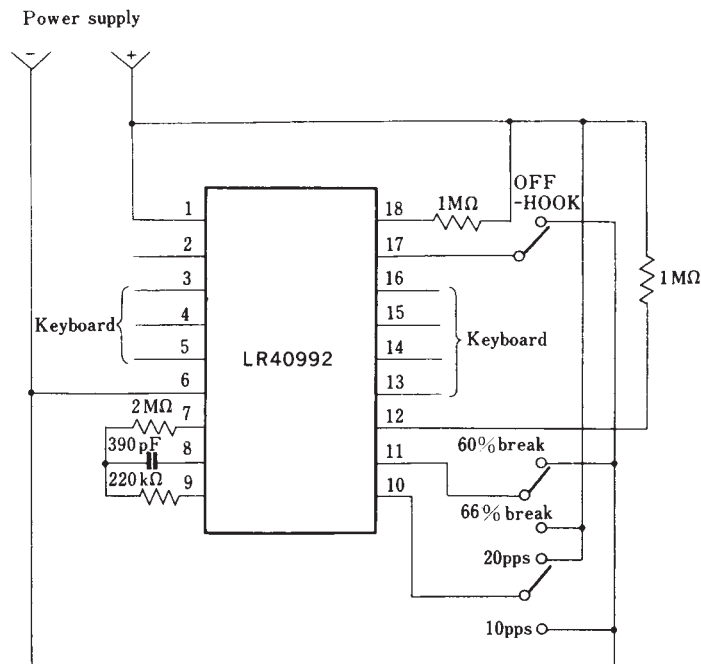 Power supply
−
+
OFF
-HOOK
1MΩ
1MΩ
1
2
3
4
5
6
7
8
9
18
17
16
15
14
13
12
11
10
Keyboard
LR40992
Keyboard
2MΩ
390pF
220kΩ
60% break
66% break
20pps
10pps